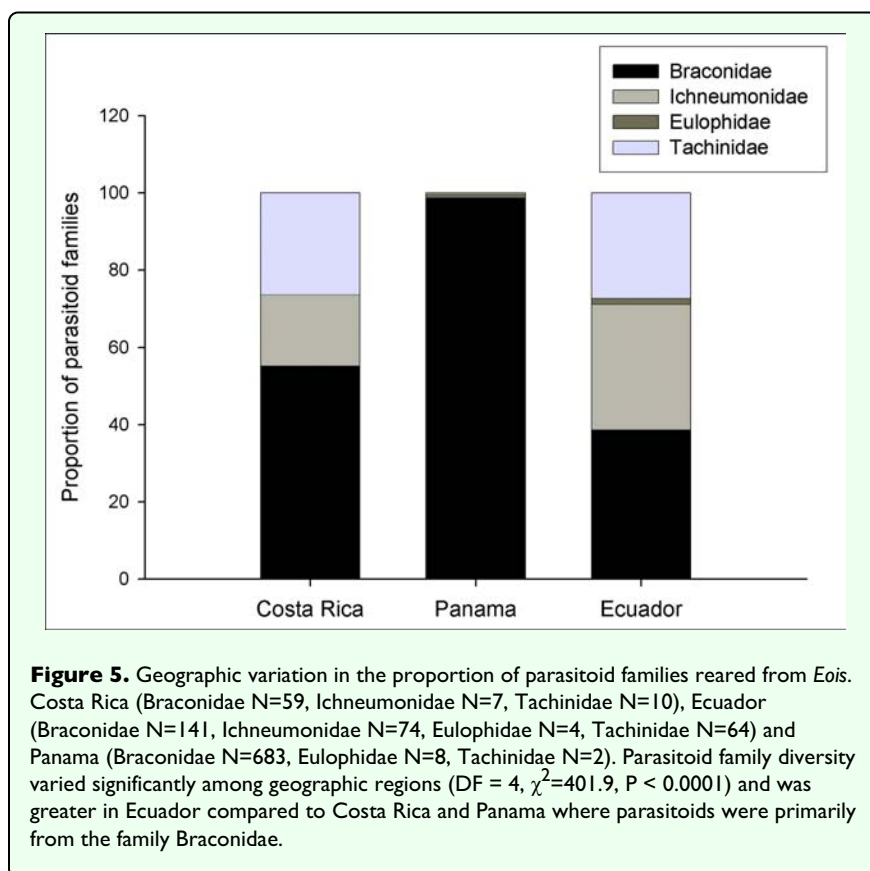 Braconidae
Ichneumonidae
Eulophidae
Tachinidae
Proportion of parasitoid families
120
100
80
60
40
20
0
Costa Rica
Panama
Ecuador
Figure 5. Geographic variation in the proportion of parasitoid families reared from Eois.
Costa Rica (Braconidae N=59, Ichneumonidae N=7, Tachinidae N=10), Ecuador
(Braconidae N=141, Ichneumonidae N=74, Eulophidae N=4, Tachinidae N=64) and
Panama (Braconidae N=683, Eulophidae N=8, Tachinidae N=2). Parasitoid family diversity
varied significantly among geographic regions (DF = 4, χ²=401.9, P < 0.0001) and was
greater in Ecuador compared to Costa Rica and Panama where parasitoids were primarily
from the family Braconidae.